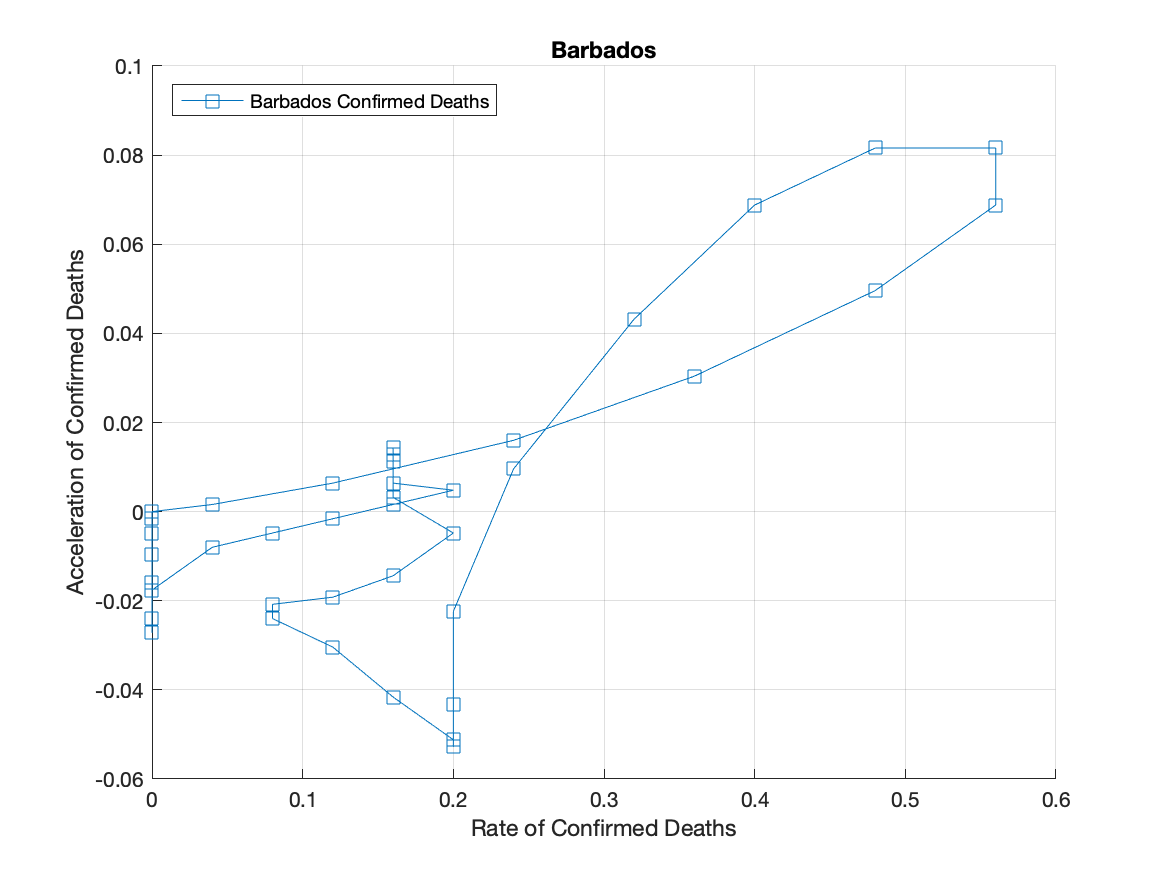 Barbados
Barbados Confirmed Deaths
0.1
0.08
0.06
0.04
0.02
0
-0.02
-0.04
-0.06
Acceleration of Confirmed Deaths
0 0.1 0.2 0.3 0.4 0.5 0.6
Rate of Confirmed Deaths